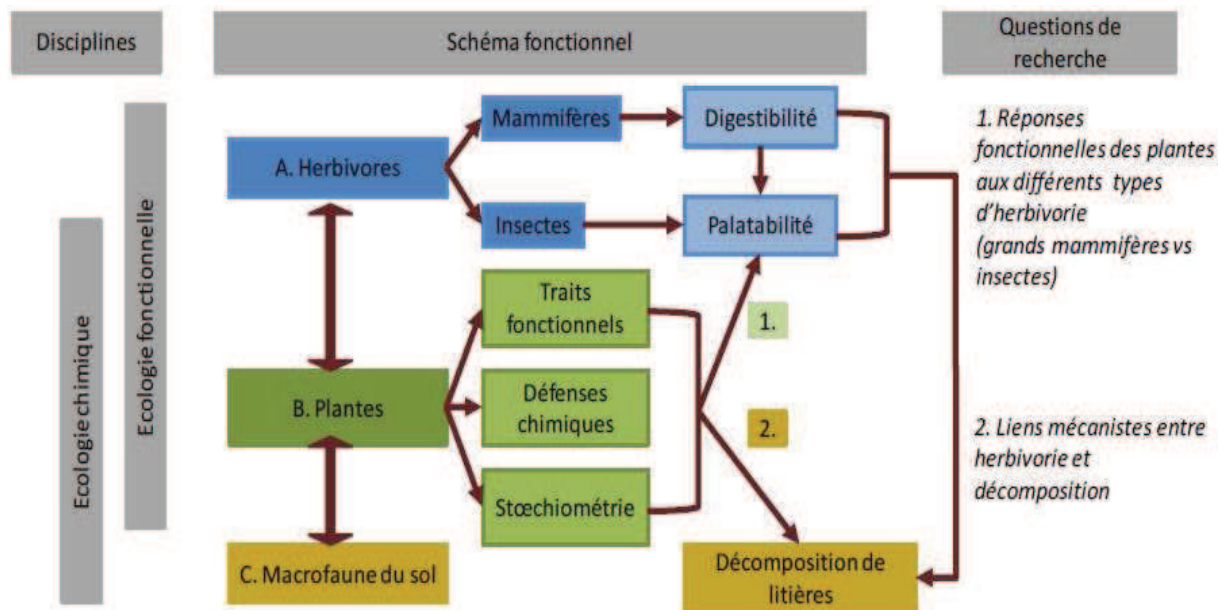 Disciplines
Schéma fonctionnel
Questions de
recherche
Ecologie chimique
Ecologie fonctionnelle
A. Herbivores
Mammifères
Insectes
Digestibilité
Palatabilité
B. Plantes
Traits
fonctionnels
Défenses
chimiques
Stœchiométrie
1.
2.
C. Macrofaune du sol
Décomposition de
litières
1. Réponses
fonctionnelles des plantes
aux différents types
d'herbivorie
(grands mammifères vs
insectes)
2. Liens mécanistes entre
herbivorie et
décomposition